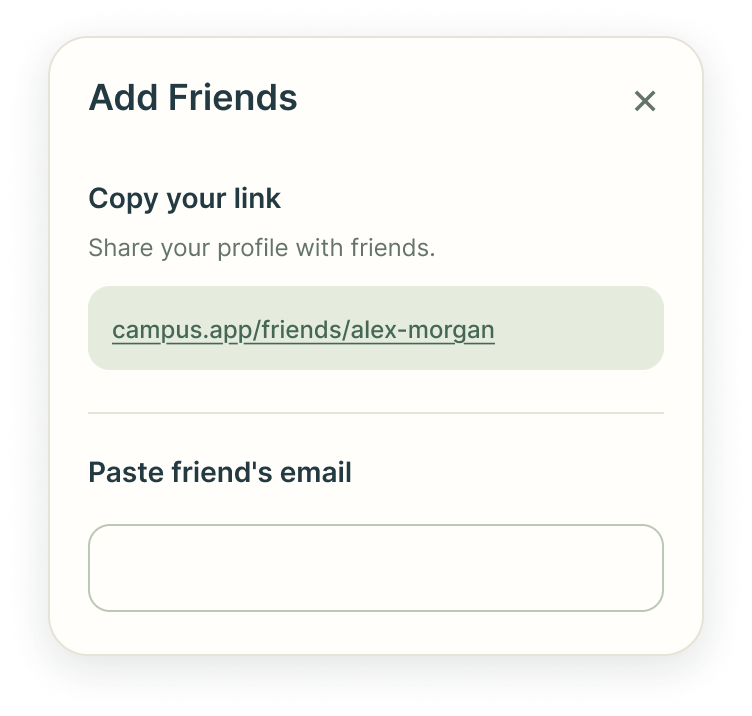 Add Friends
Copy your link
Share your profile with friends.
campus.app/friends/alex-morgan
Paste friend's email